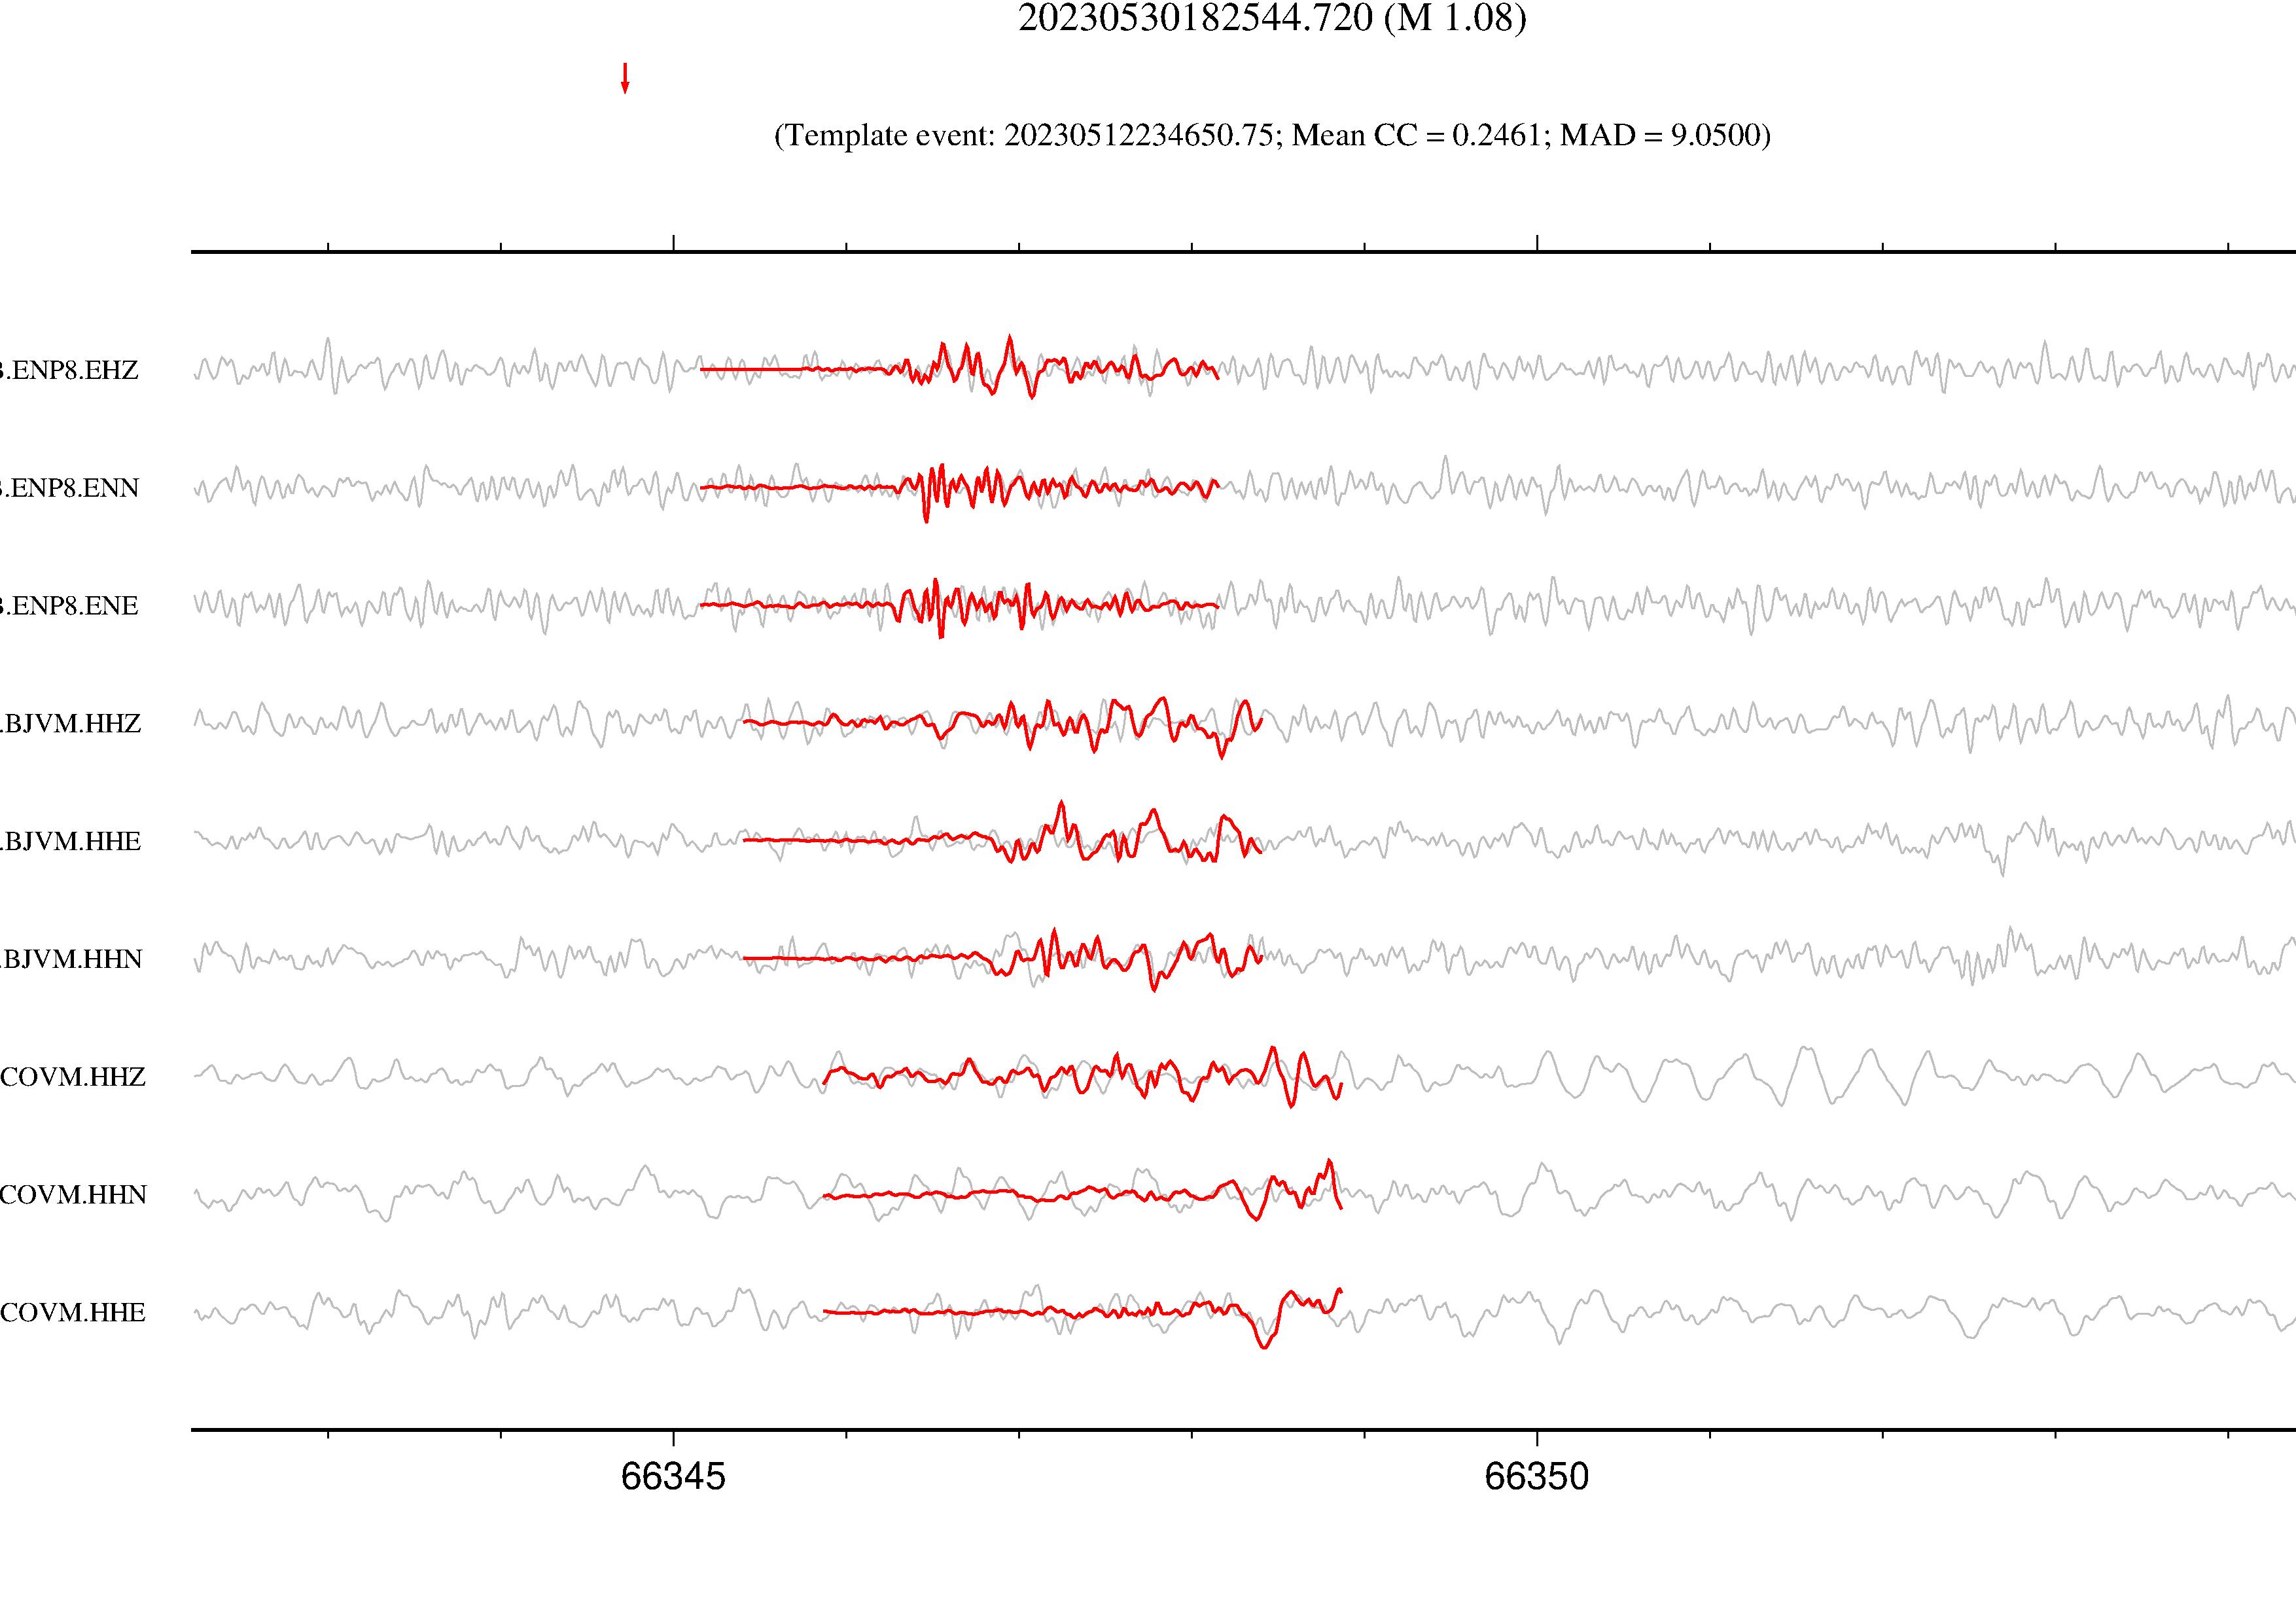 20230530182544.720 (M 1.08)
(Template event: 20230512234650.75; Mean CC = 0.2461; MAD = 9.0500)
.ENP8.EHZ
.ENP8.ENN
.ENP8.ENE
.BJVM.HHZ
.BJVM.HHE
.BJVM.HHN
COVM.HHZ
COVM.HHN
COVM.HHE
66345 66350